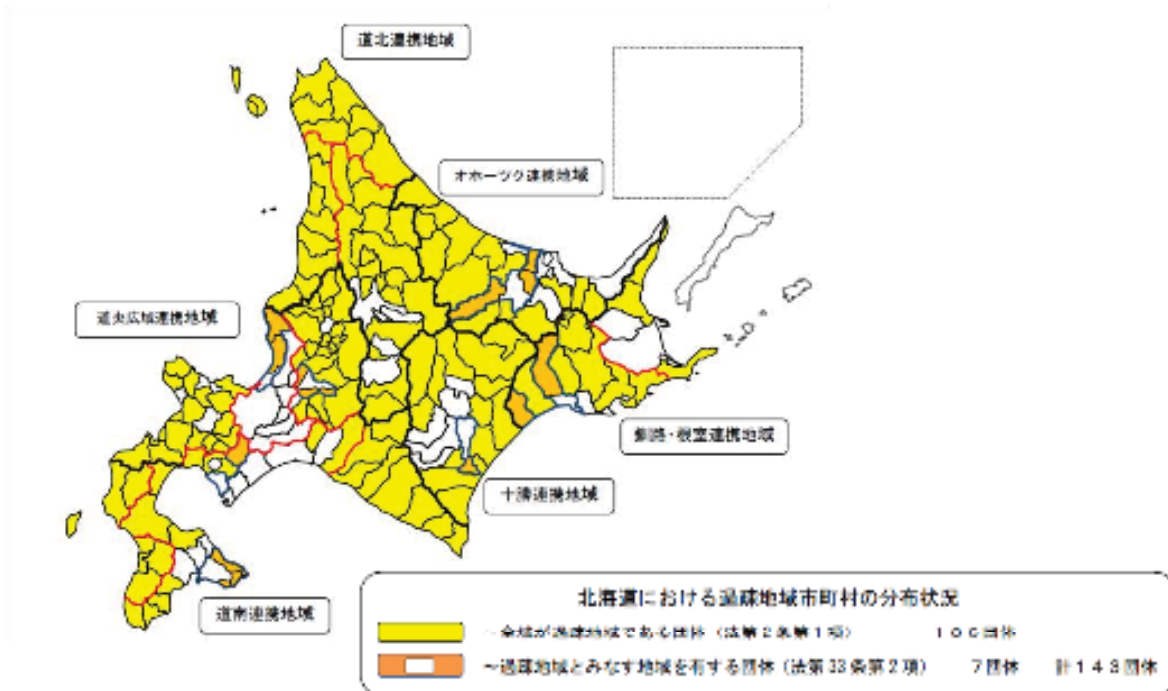 道北連携地域
オホーツク連携地域
道央広域連携地域
釧路・根室連携地域
十勝連携地域
道南連携地域
北海道における過疎地域市町村の分布状況
～全域が過疎地域である団体（法第２条第１項） 団体
～過疎地域とみなす地域を有する団体（法第33条第２項） ７団体 計１４３団体